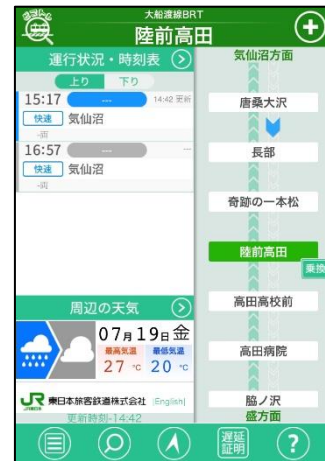 大船渡線BRT
陸前高田
運行状況・時刻表
上り 下り
15:17 --- 14:42 更新
快速 気仙沼
-両
16:57 --- ---
快速 気仙沼
-両
周辺の天気
07月19日金
最高気温 最低気温
27 ℃ 20 ℃
JR 東日本旅客鉄道株式会社 [English]
更新時刻-14:42
気仙沼方面
唐桑大沢
長部
奇跡の一本松
陸前高田
乗換
高田高校前
高田病院
脇ノ沢
盛方面
遅延
証明
?